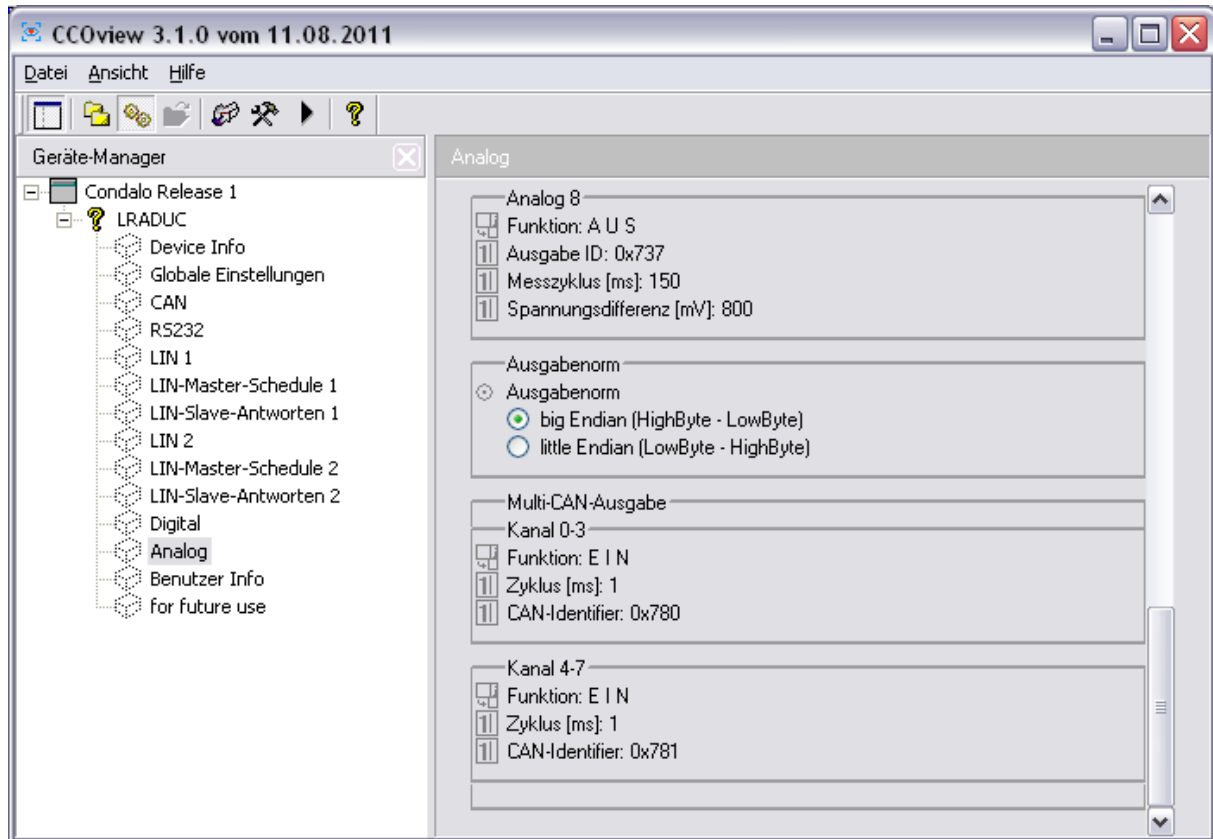 CCOview 3.1.0 vom 11.08.2011
Datei Ansicht Hilfe
Geräte-Manager
Condalo Release 1
LRADUC
Device Info
Globale Einstellungen
CAN
RS232
LIN 1
LIN-Master-Schedule 1
LIN-Slave-Antworten 1
LIN 2
LIN-Master-Schedule 2
LIN-Slave-Antworten 2
Digital
Analog
Benutzer Info
for future use
Analog
Analog 8
Funktion: A U S
Ausgabe ID: 0x737
Messzyklus [ms]: 150
Spannungsdifferenz [mV]: 800
Ausgabenorm
Ausgabenorm
big Endian (HighByte - LowByte)
little Endian (LowByte - HighByte)
Multi-CAN-Ausgabe
Kanal 0-3
Funktion: E I N
Zyklus [ms]: 1
CAN-Identifier: 0x780
Kanal 4-7
Funktion: E I N
Zyklus [ms]: 1
CAN-Identifier: 0x781